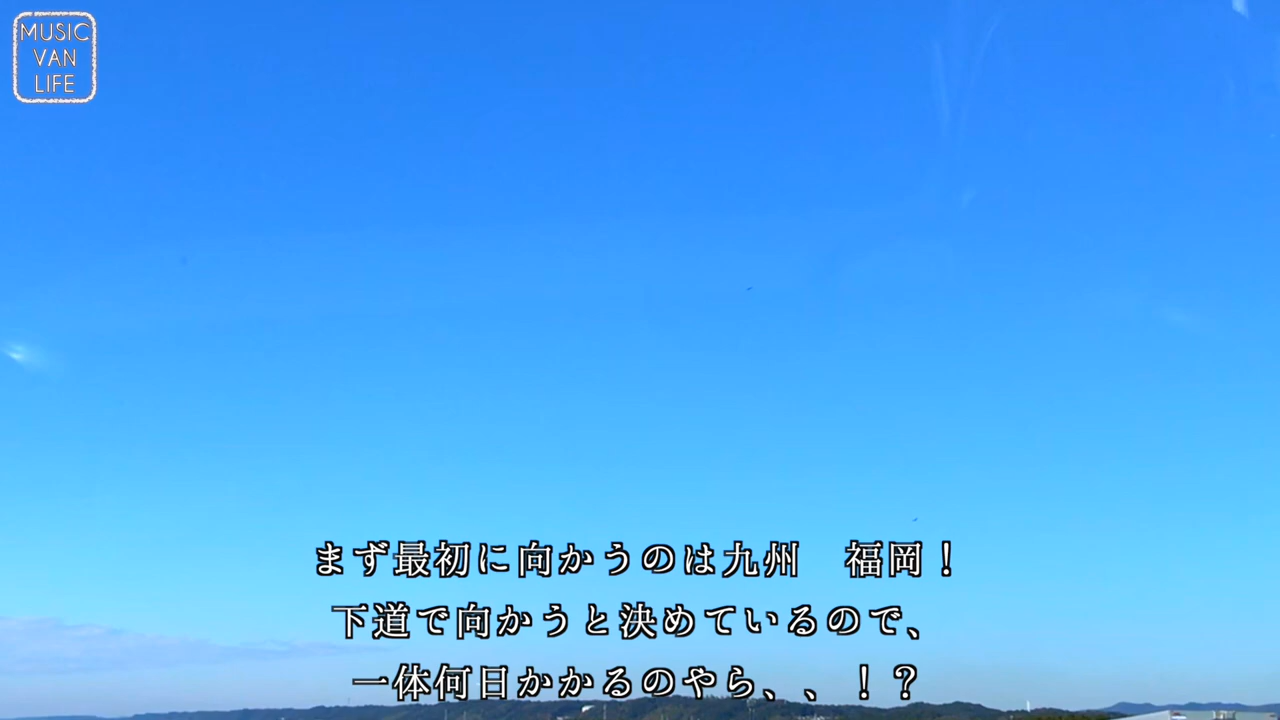 MUSIC
VAN
LIFE
まず最初に向かうのは九州　福岡！
下道で向かうと決めているので、
一体何日かかるのやら、、！？